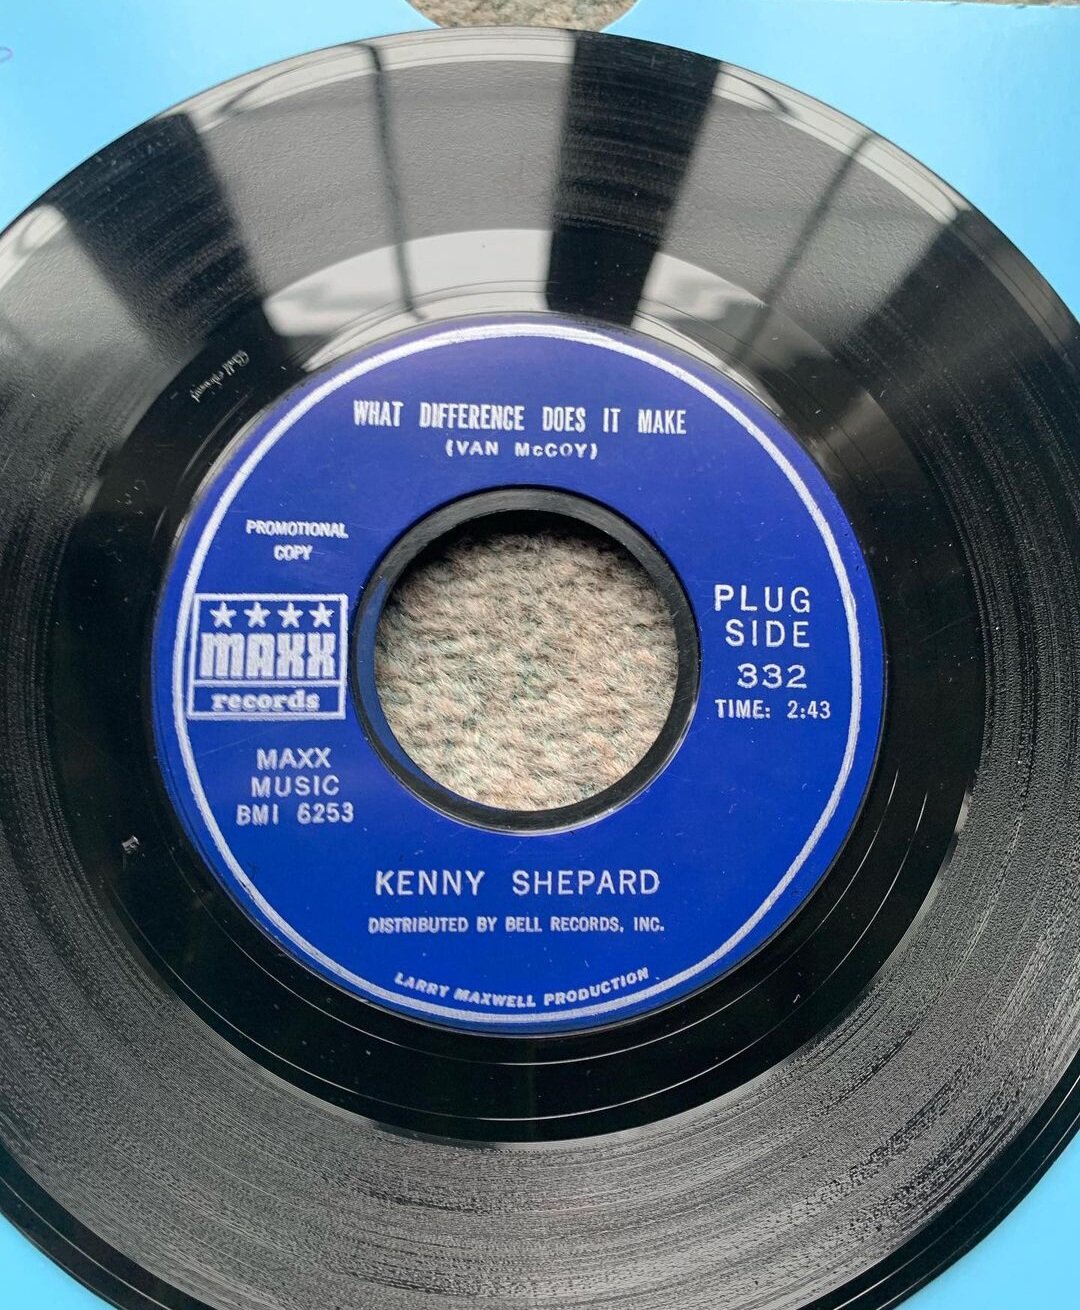 WHAT DIFFERENCE DOES IT MAKE
(VAN McCOY)
PROMOTIONAL
COPY
MAXX
records
MAXX
MUSIC
BMI 6253
PLUG
SIDE
332
TIME: 2:43
KENNY SHEPARD
DISTRIBUTED BY BELL RECORDS, INC.
LARRY MAXWELL PRODUCTION